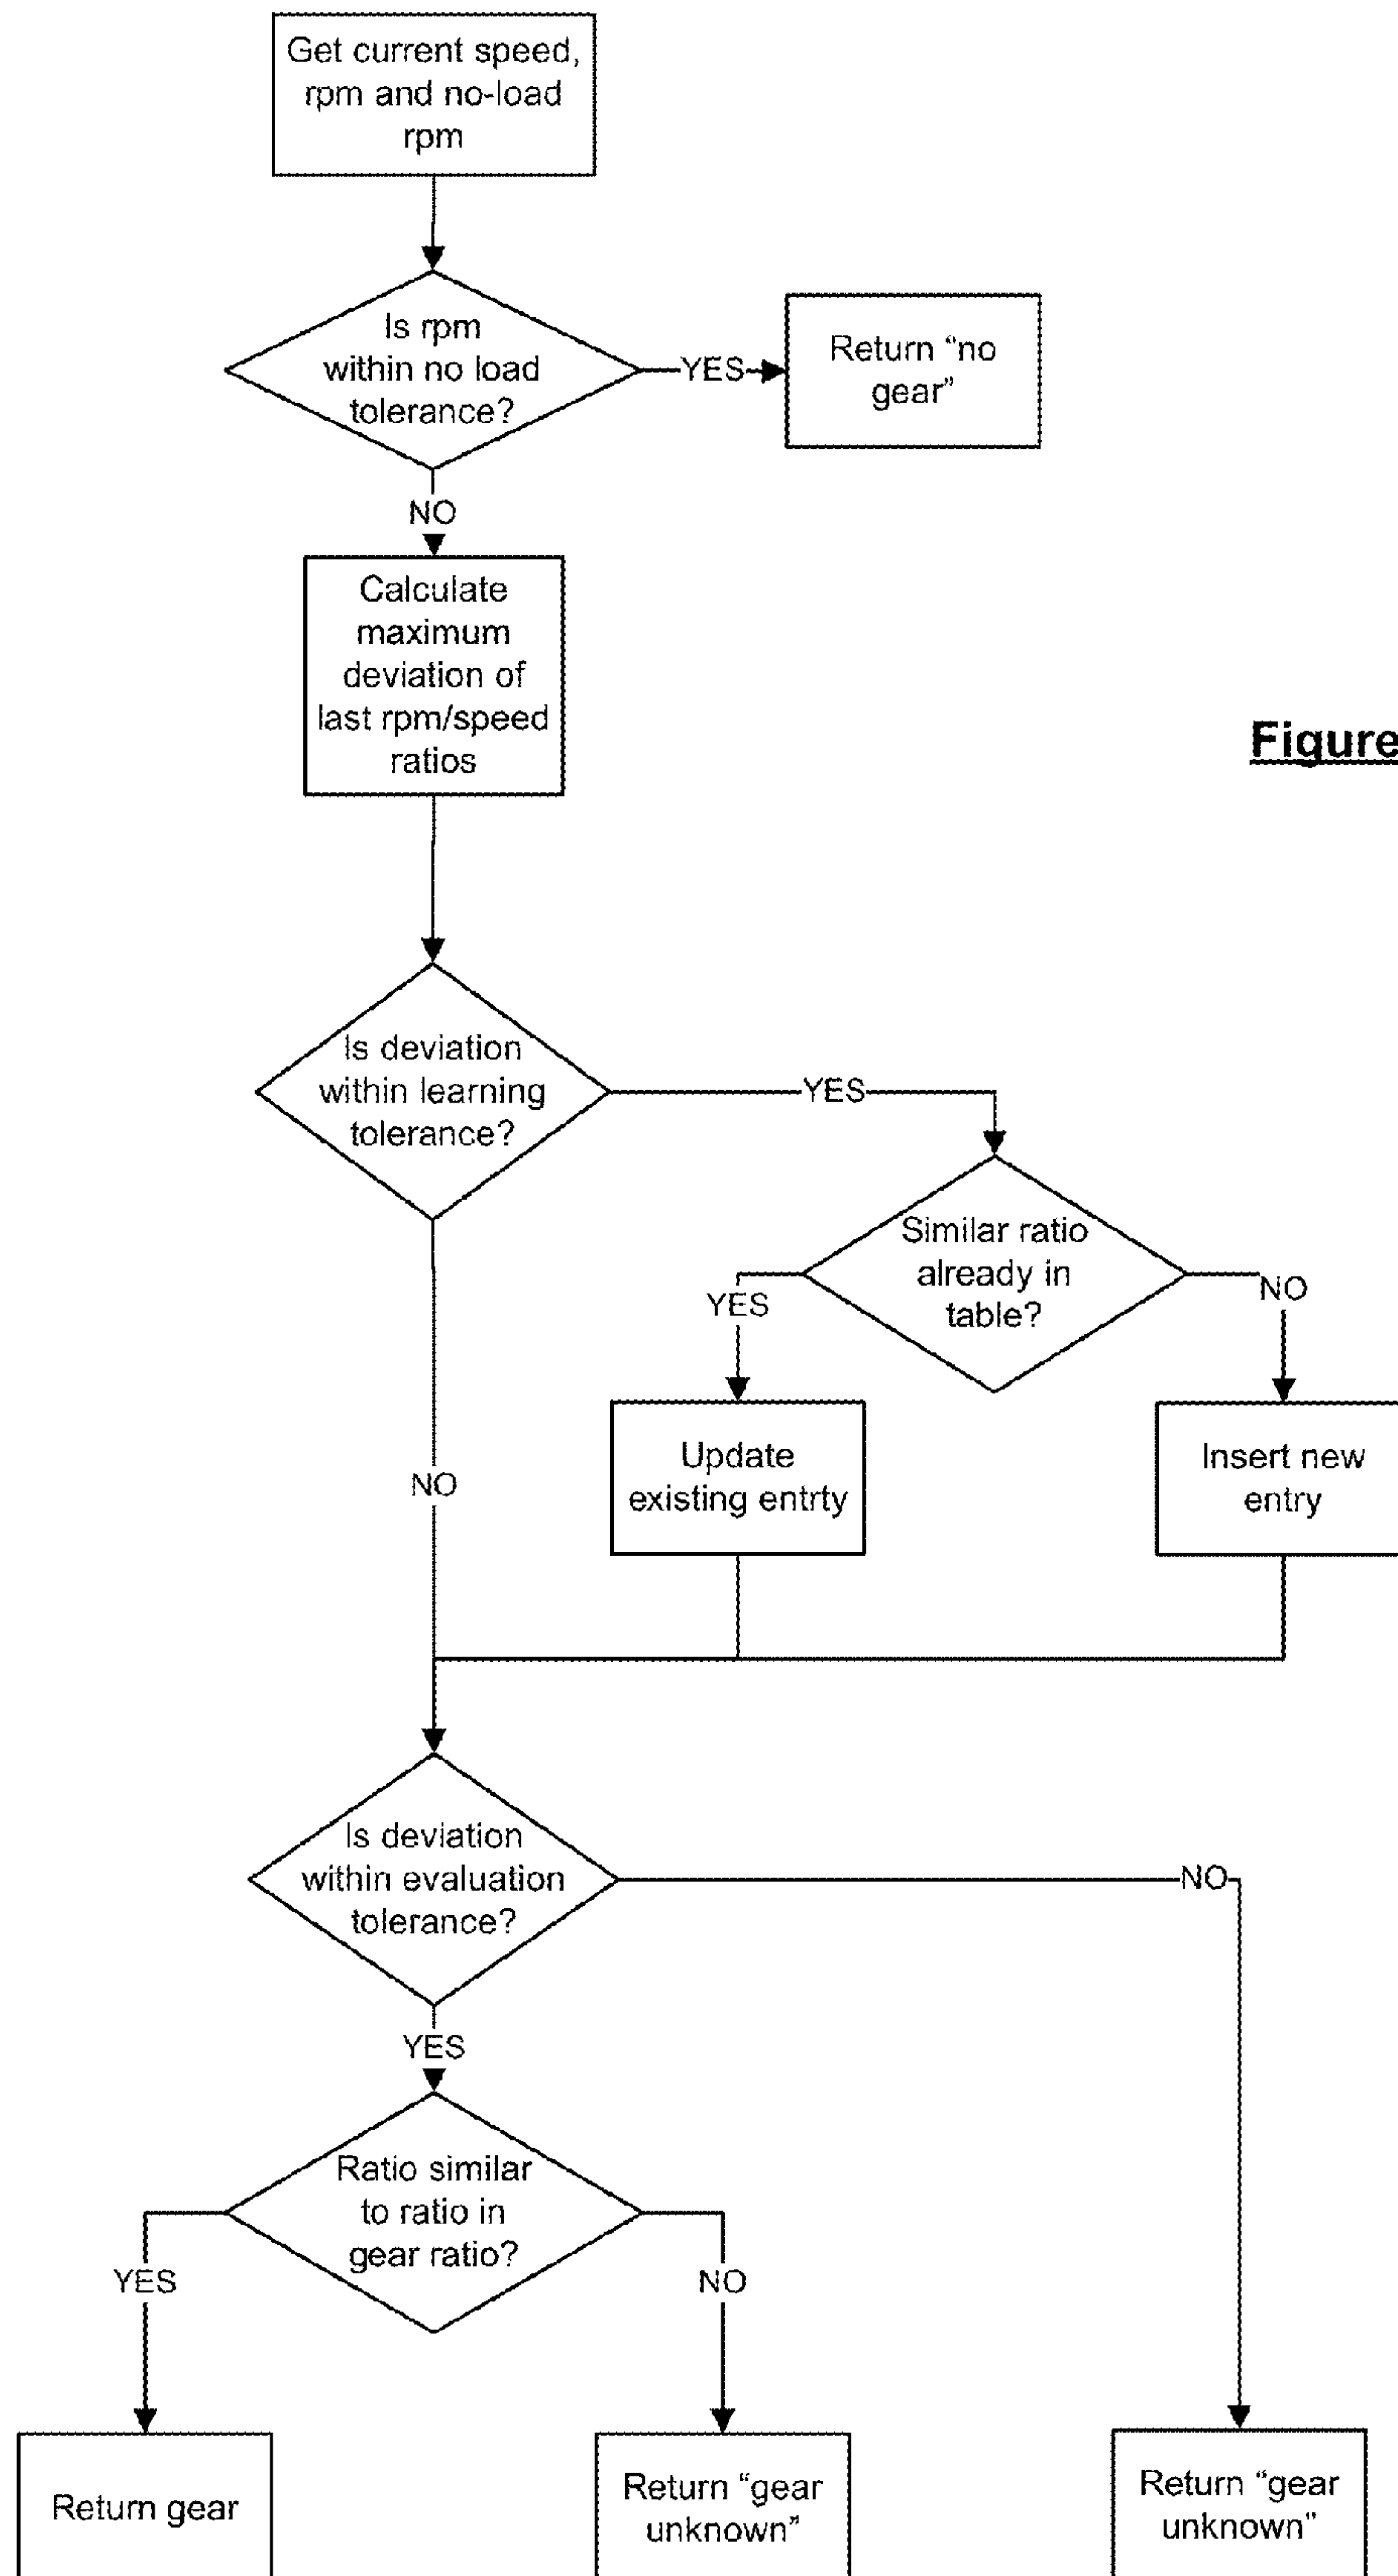 Get current speed,
rpm and no-load
rpm
Is rpm
within no load
tolerance?
YES
Return “no
gear”
NO
Calculate
maximum
deviation of
last rpm/speed
ratios
Figure
Is deviation
within learning
tolerance?
YES
Similar ratio
already in
table?
YES
NO
Update
existing entrty
Insert new
entry
NO
Is deviation
within evaluation
tolerance?
NO
YES
Ratio similar
to ratio in
gear ratio?
YES
NO
Return gear
Return “gear
unknown”
Return “gear
unknown”